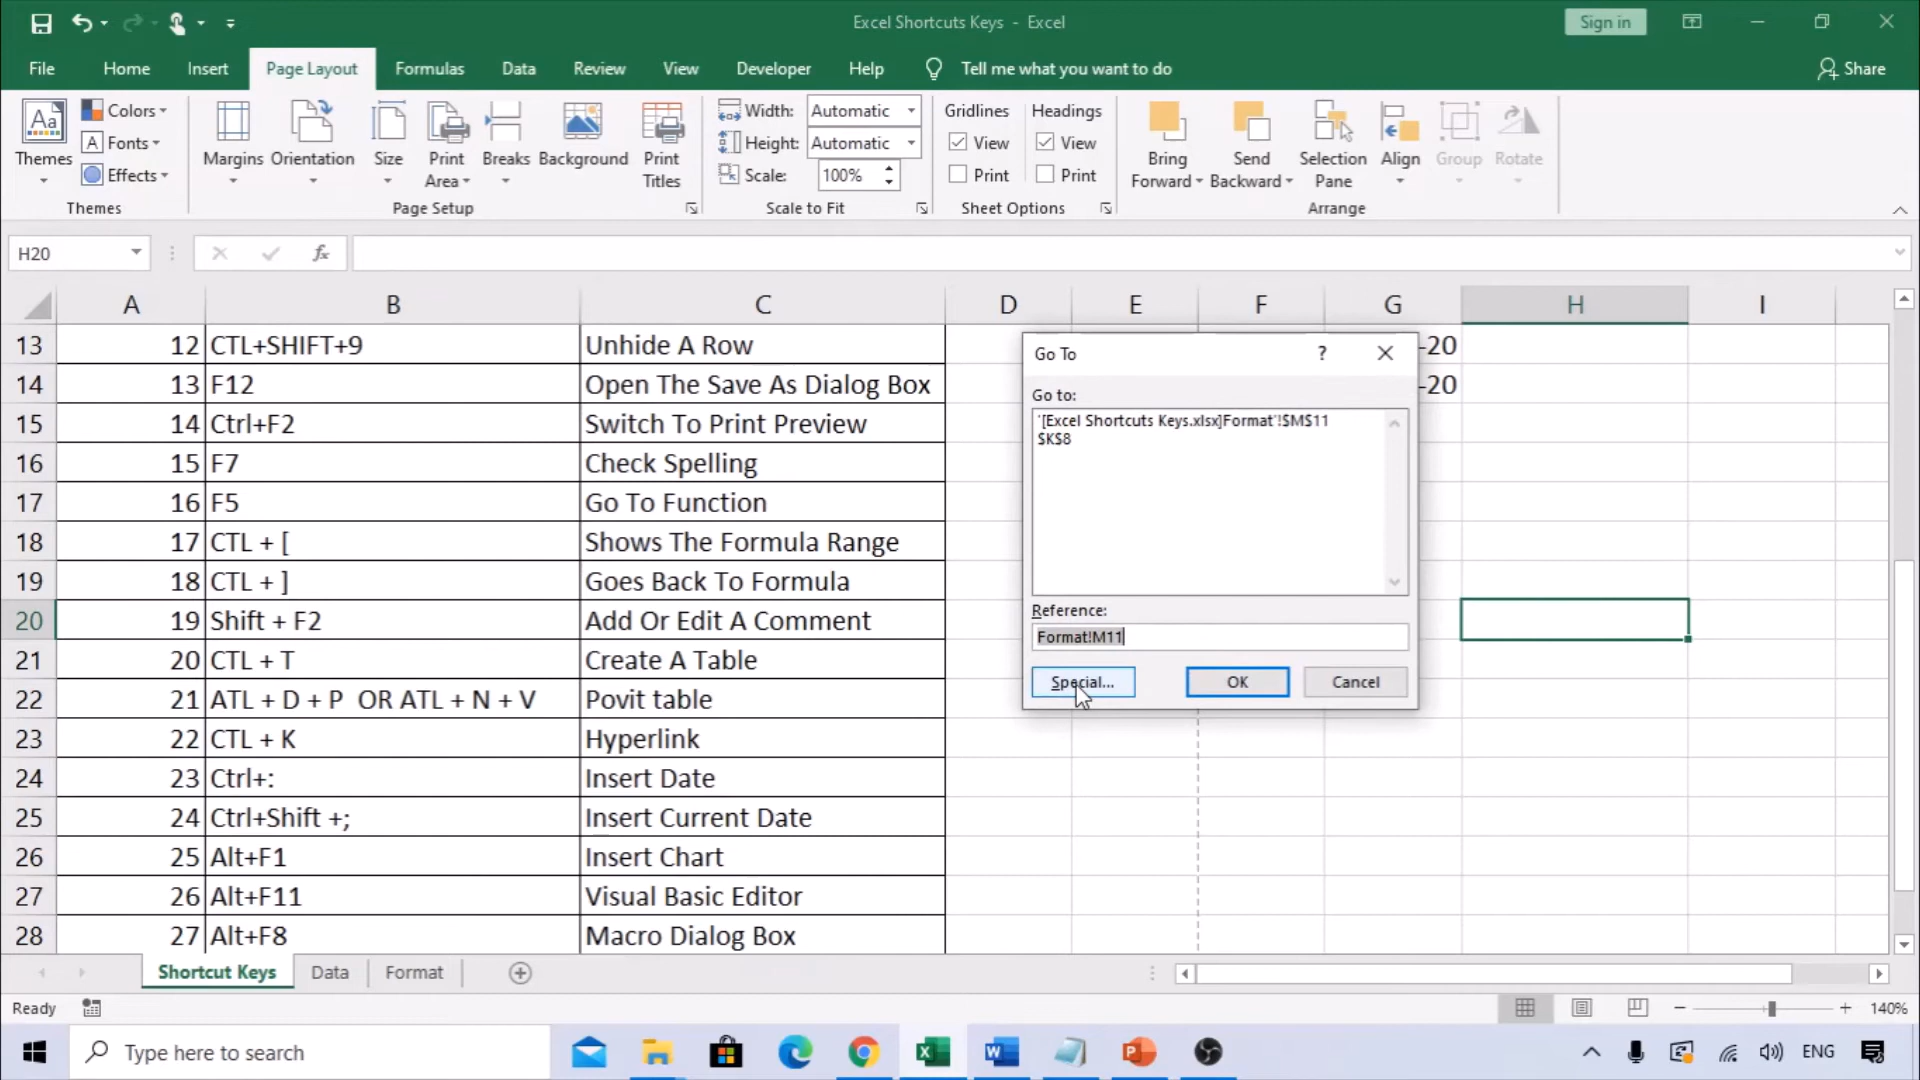 Excel Shortcuts Keys - Excel
Sign in
File Home Insert Page Layout Formulas Data Review View Developer Help Tell me what you want to do Share
Aa Themes
Colors
Fonts
Effects
Themes
Margins Orientation Size Print Area Breaks Background Print Titles
Page Setup
Width: Automatic
Height: Automatic
Scale: 100%
Scale to Fit
Gridlines Headings
View View
Print Print
Sheet Options
Bring Forward Send Backward Selection Pane Align Group Rotate
Arrange
H20 fx
A B C D E F G H I
13 12 CTL+SHIFT+9 Unhide A Row -20
14 13 F12 Open The Save As Dialog Box -20
15 14 Ctrl+F2 Switch To Print Preview
16 15 F7 Check Spelling
17 16 F5 Go To Function
18 17 CTL + [ Shows The Formula Range
19 18 CTL + ] Goes Back To Formula
20 19 Shift + F2 Add Or Edit A Comment
21 20 CTL + T Create A Table
22 21 ATL + D + P OR ATL + N + V Povit table
23 22 CTL + K Hyperlink
24 23 Ctrl+: Insert Date
25 24 Ctrl+Shift +; Insert Current Date
26 25 Alt+F1 Insert Chart
27 26 Alt+F11 Visual Basic Editor
28 27 Alt+F8 Macro Dialog Box
Go To ?
Go to:
'[Excel Shortcuts Keys.xlsx]Format'!$M$11
$K$8
Reference:
Format!M11
Special... OK Cancel
Shortcut Keys Data Format
Ready 140%
Type here to search ENG